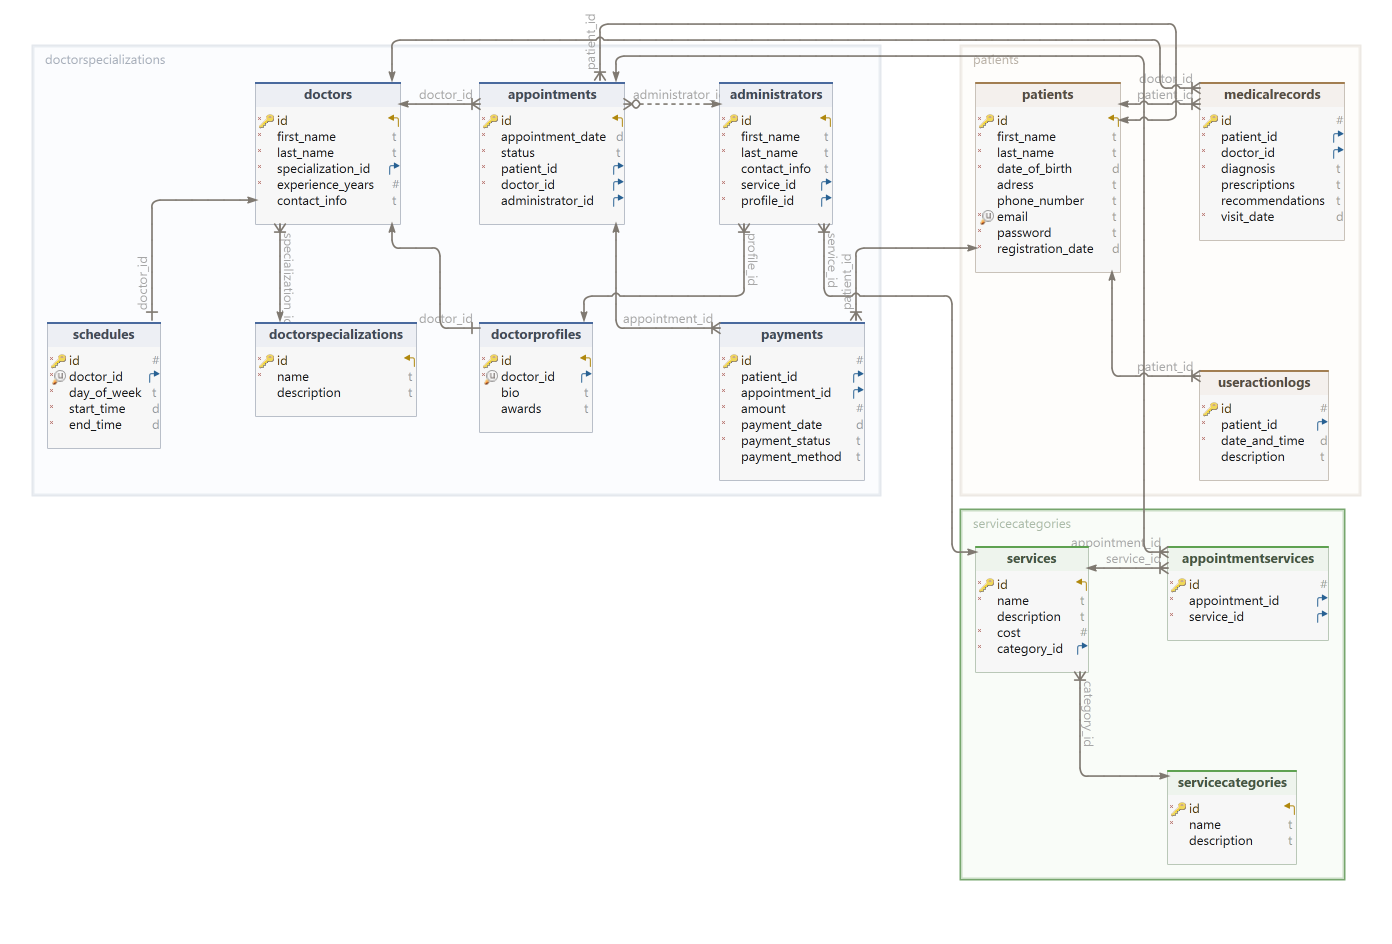 doctorspecializations
patients
servicecategories
patient_id
doctor_id
administrator_i
doctor_id
patient_id
doctors
id
first_name t
last_name t
specialization_id
experience_years #
contact_info t
appointments
id
appointment_date d
status t
patient_id
doctor_id
administrator_id
administrators
id
first_name t
last_name t
contact_info t
service_id
profile_id
patients
id
first_name t
last_name t
date_of_birth d
adress t
phone_number t
email t
password t
registration_date d
medicalrecords
id #
patient_id
doctor_id
diagnosis t
prescriptions t
recommendations t
visit_date d
doctor_id
specialization_i
doctor_id
profile_id
appointment_id
service_id
patient_id
patient_id
schedules
id #
doctor_id
day_of_week t
start_time d
end_time d
doctorspecializations
id
name t
description t
doctorprofiles
id
doctor_id
bio t
awards t
payments
id #
patient_id
appointment_id
amount #
payment_date d
payment_status t
payment_method t
useractionlogs
id #
patient_id
date_and_time d
description t
appointment_id
service_id
services
id
name t
description t
cost #
category_id
appointmentservices
id #
appointment_id
service_id
category_id
servicecategories
id
name t
description t